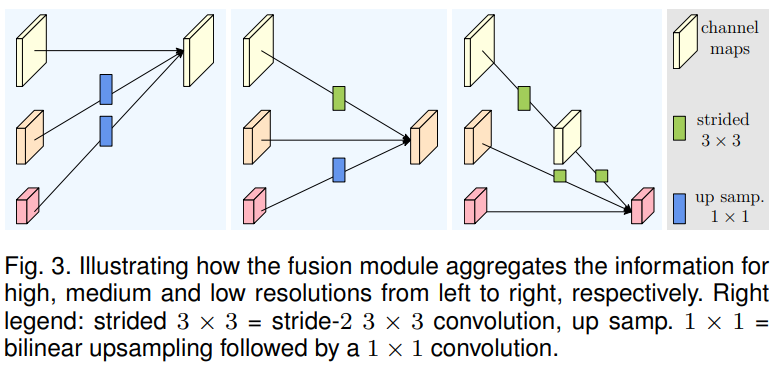 channel
maps
strided
3 × 3
up samp.
1 × 1
Fig. 3. Illustrating how the fusion module aggregates the information for
high, medium and low resolutions from left to right, respectively. Right
legend: strided 3 × 3 = stride-2 3 × 3 convolution, up samp. 1 × 1 =
bilinear upsampling followed by a 1 × 1 convolution.